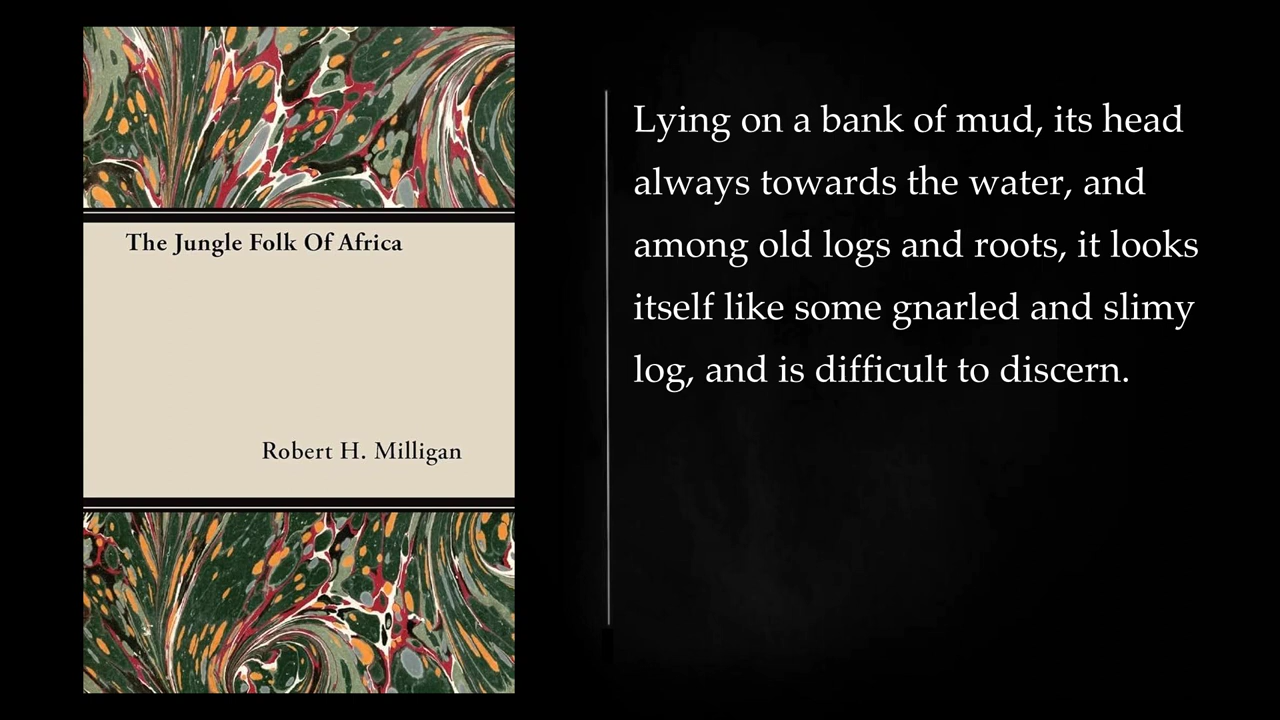 The Jungle Folk Of Africa
Robert H. Milligan
Lying on a bank of mud, its head
always towards the water, and
among old logs and roots, it looks
itself like some gnarled and slimy
log, and is difficult to discern.